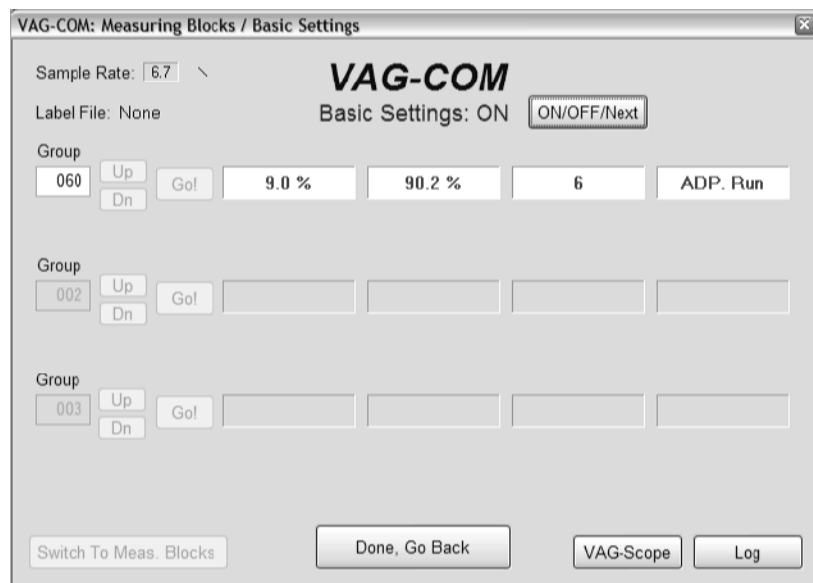 VAG-COM: Measuring Blocks / Basic Settings
Sample Rate: 6.7 \
VAG-COM
Label File: None
Basic Settings: ON
ON/OFF/Next
Group
060
Up
Dn
Go!
9.0 %
90.2 %
6
ADP. Run
Group
002
Up
Dn
Go!
Group
003
Up
Dn
Go!
Switch To Meas. Blocks
Done, Go Back
VAG-Scope
Log